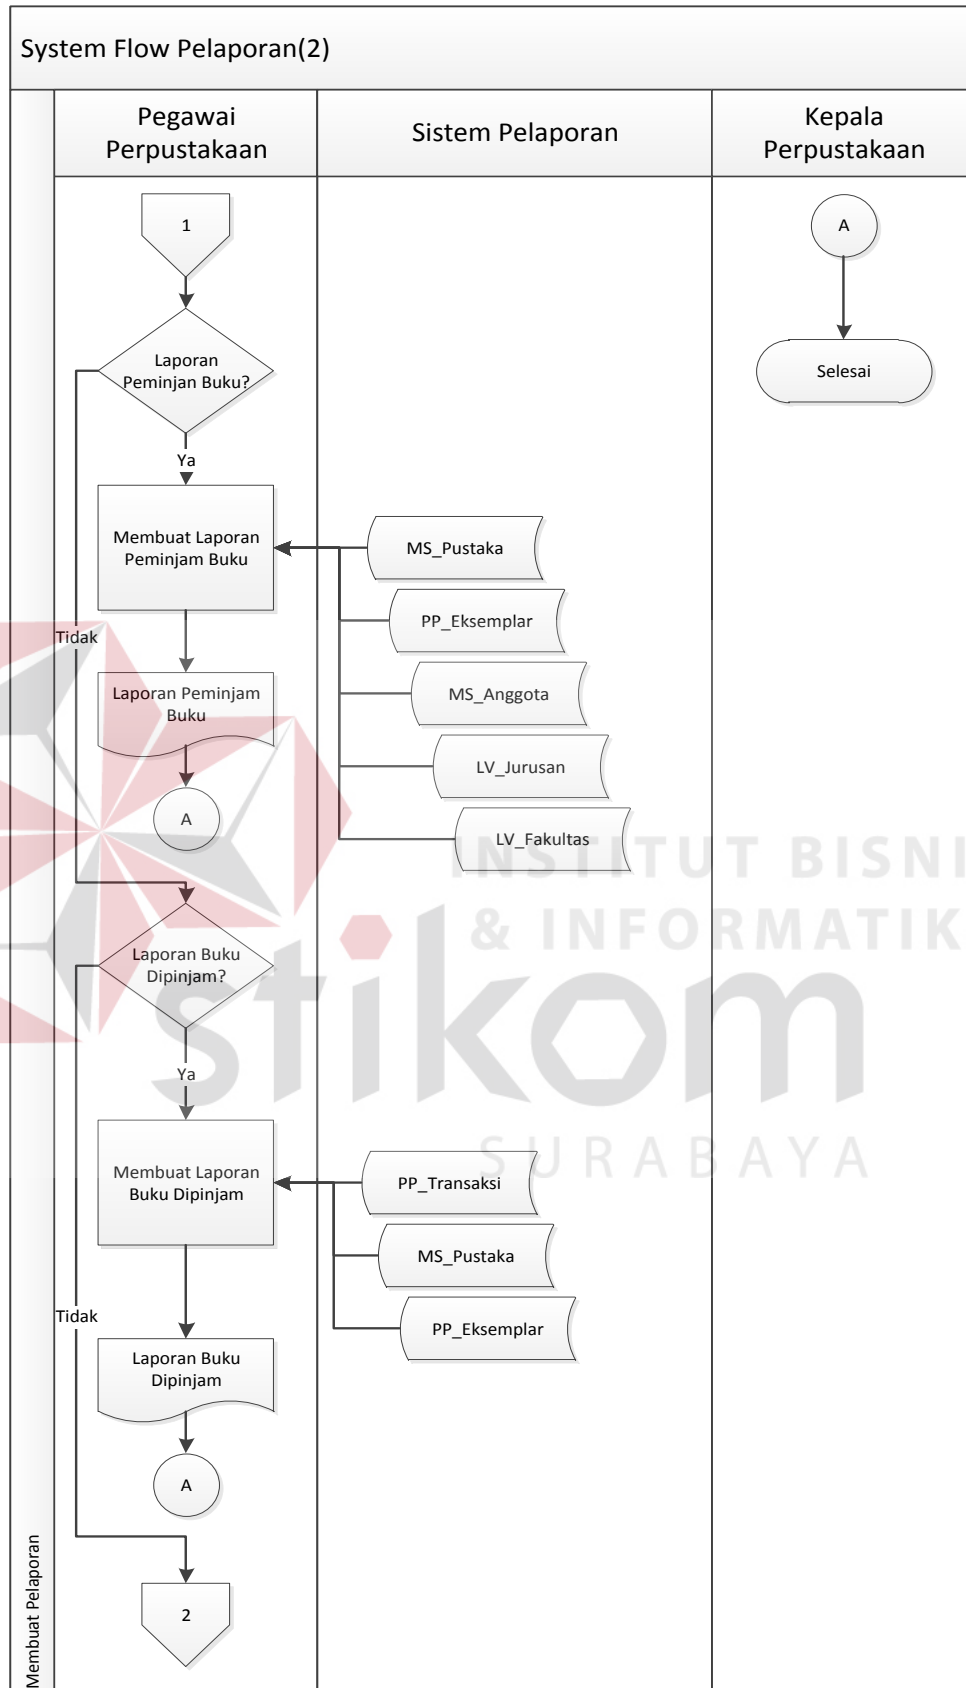 System Flow Pelaporan(2)
Pegawai
Perpustakaan
Sistem Pelaporan
Kepala
Perpustakaan
1
A
Laporan
Peminjan Buku?
Selesai
Ya
Membuat Laporan
Peminjam Buku
MS_Pustaka
PP_Eksemplar
Tidak
Laporan Peminjam
Buku
MS_Anggota
LV_Jurusan
A
LV_Fakultas
INSTITUT BISNI
& INFORMATIK
stikom
SURABAYA
Laporan Buku
Dipinjam?
Ya
Membuat Laporan
Buku Dipinjam
PP_Transaksi
MS_Pustaka
Tidak
PP_Eksemplar
Laporan Buku
Dipinjam
A
2
Membuat Pelaporan